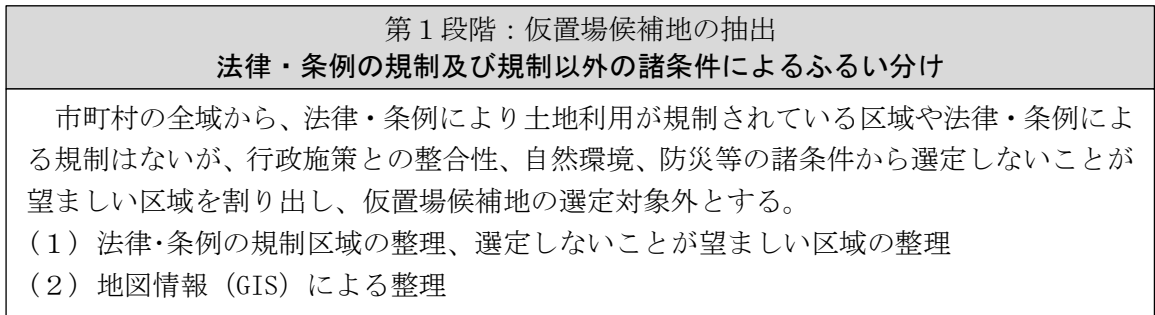 第１段階：仮置場候補地の抽出
法律・条例の規制及び規制以外の諸条件によるふるい分け
市町村の全域から、法律・条例により土地利用が規制されている区域や法律・条例によ
る規制はないが、行政施策との整合性、自然環境、防災等の諸条件から選定しないことが
望ましい区域を割り出し、仮置場候補地の選定対象外とする。
（１）法律・条例の規制区域の整理、選定しないことが望ましい区域の整理
（２）地図情報（GIS）による整理